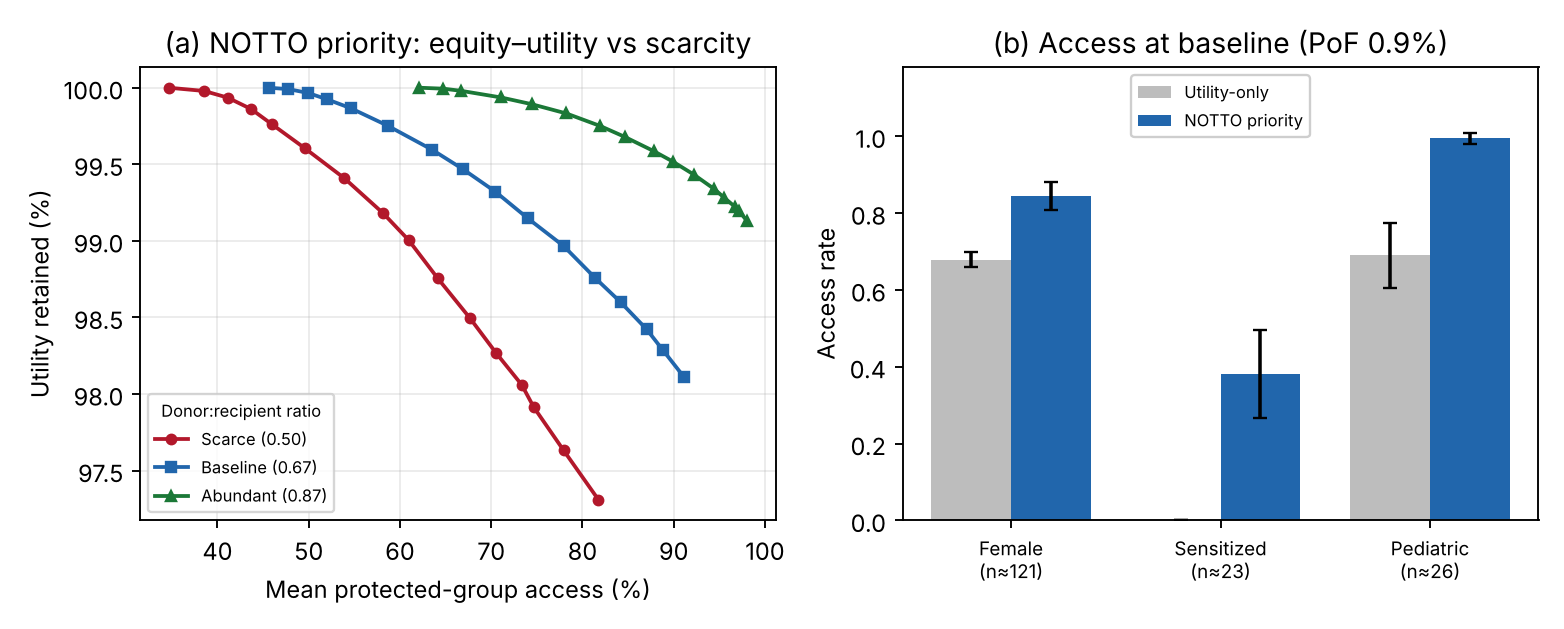 (a) NOTTO priority: equity–utility vs scarcity
Utility retained (%)
100.0
99.5
99.0
98.5
98.0
97.5
Donor:recipient ratio
Scarce (0.50)
Baseline (0.67)
Abundant (0.87)
40 50 60 70 80 90 100
Mean protected-group access (%)
(b) Access at baseline (PoF 0.9%)
Utility-only
NOTTO priority
Access rate
1.0
0.8
0.6
0.4
0.2
0.0
Female Sensitized Pediatric
(n≈121) (n≈23) (n≈26)